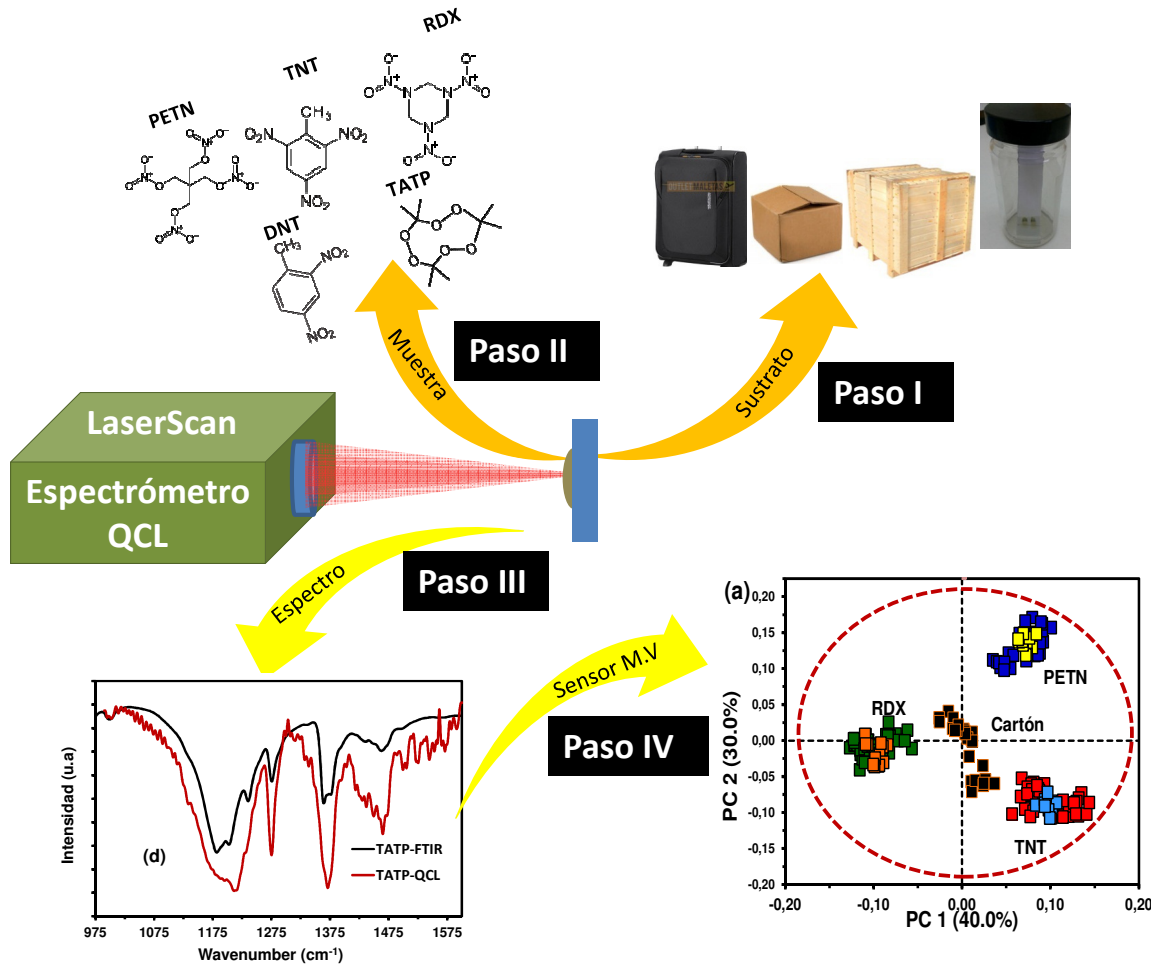 RDX
TNT
PETN
DNT
TATP
O⁻
O⁻
N⁺
N⁺
O
N
N
O
N
N⁺
O
O⁻
CH₃
O₂N
NO₂
NO₂
CH₃
NO₂
NO₂
Muestra
Paso II
Sustrato
Paso I
LaserScan
Espectrómetro
QCL
Espectro
Paso III
Sensor M.V
Paso IV
Intensidad (u.a)
(d)
TATP-FTIR
TATP-QCL
975 1075 1175 1275 1375 1475 1575
Wavenumber (cm⁻¹)
(a)
0,20
0,15
0,10
0,05
0,00
-0,05
-0,10
-0,15
-0,20
PC 2 (30.0%)
PETN
RDX
Cartón
TNT
-0,20 -0,10 0,00 0,10 0,20
PC 1 (40.0%)